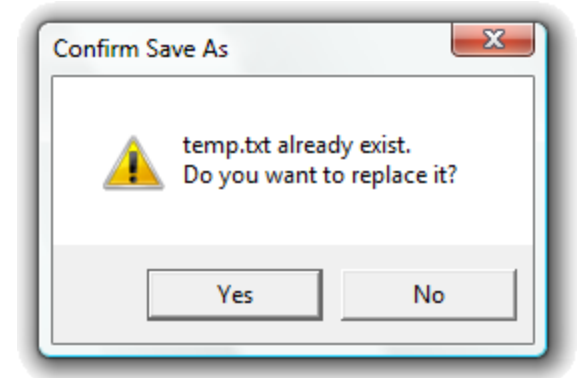 Confirm Save As
temp.txt already exist.
Do you want to replace it?
Yes
No